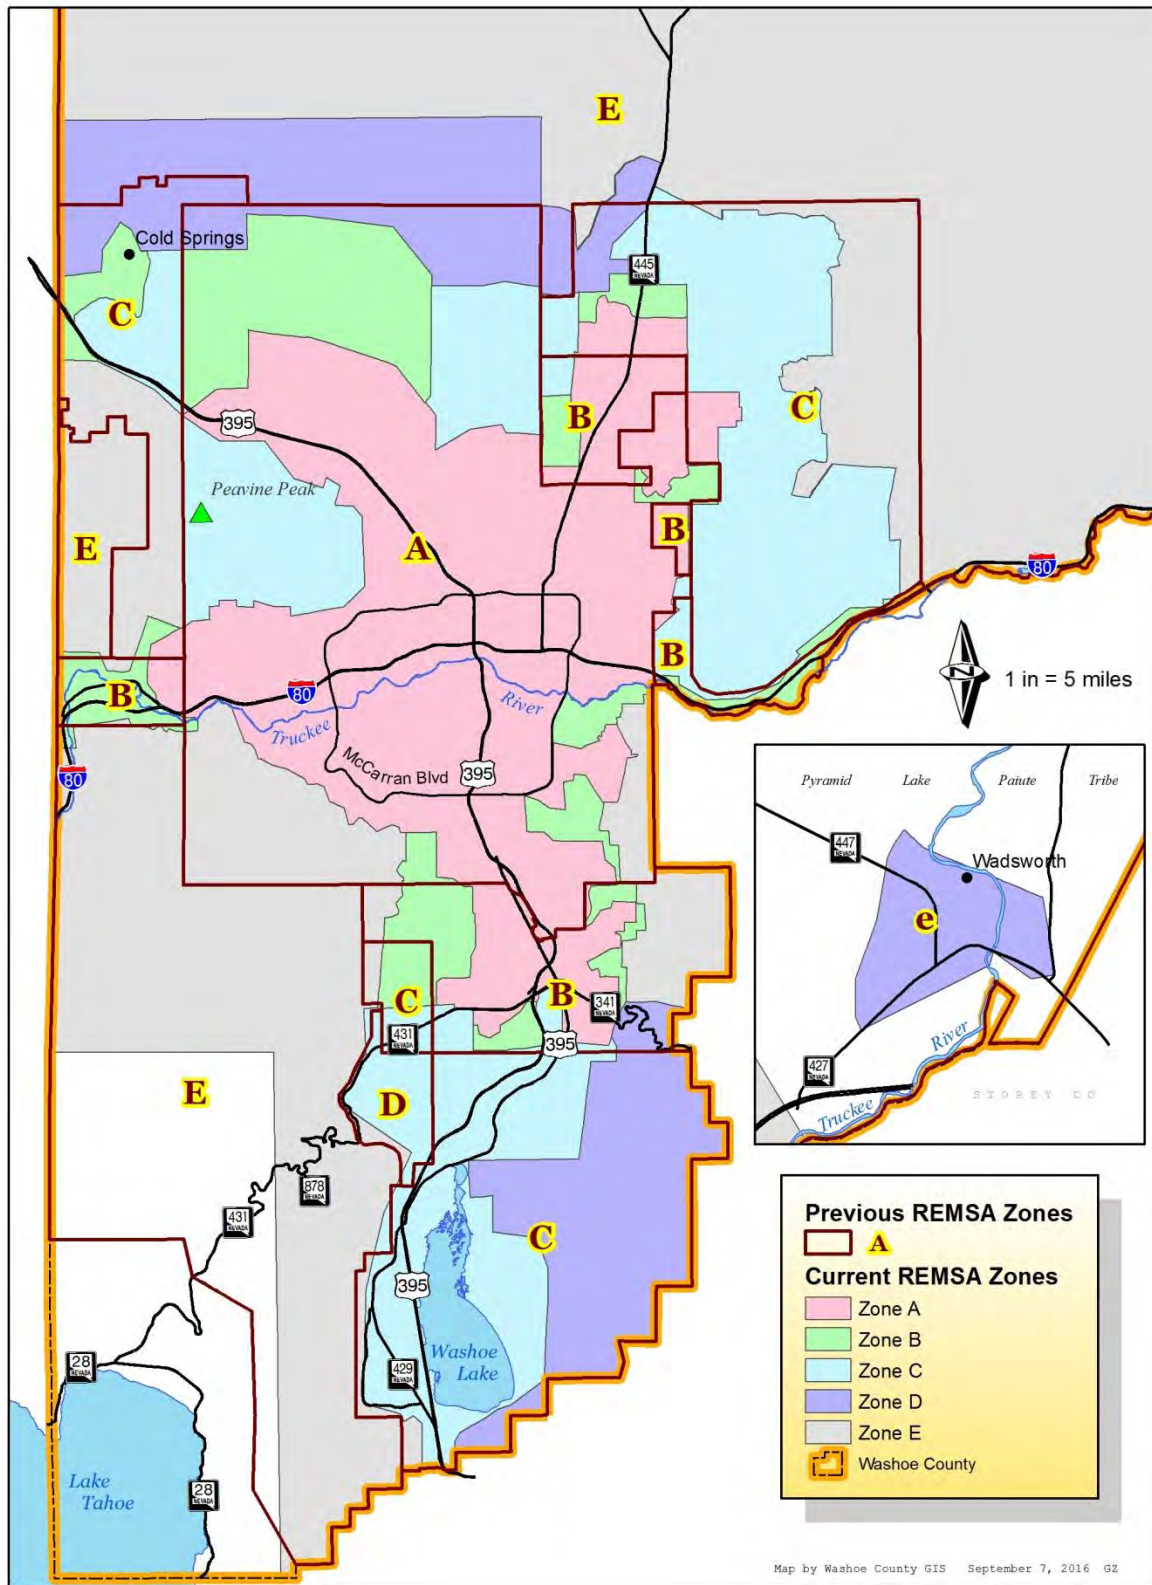 E
445
NEVADA
Cold Springs
C
395
B
C
Peavine Peak
B
E
A
80
B
B
80
River
1 in = 5 miles
Truckee
McCarran Blvd
395
80
Pyramid Lake Paiute Tribe
447
NEVADA
Wadsworth
e
427
NEVADA
River
Truckee
STOREY CO
C
B
341
NEVADA
431
NEVADA
395
E
D
878
NEVADA
431
NEVADA
C
395
Washoe
Lake
429
NEVADA
28
NEVADA
28
NEVADA
Lake
Tahoe
N
Previous REMSA Zones
A
Current REMSA Zones
Zone A
Zone B
Zone C
Zone D
Zone E
Washoe County
Map by Washoe County GIS September 7, 2016 GZ